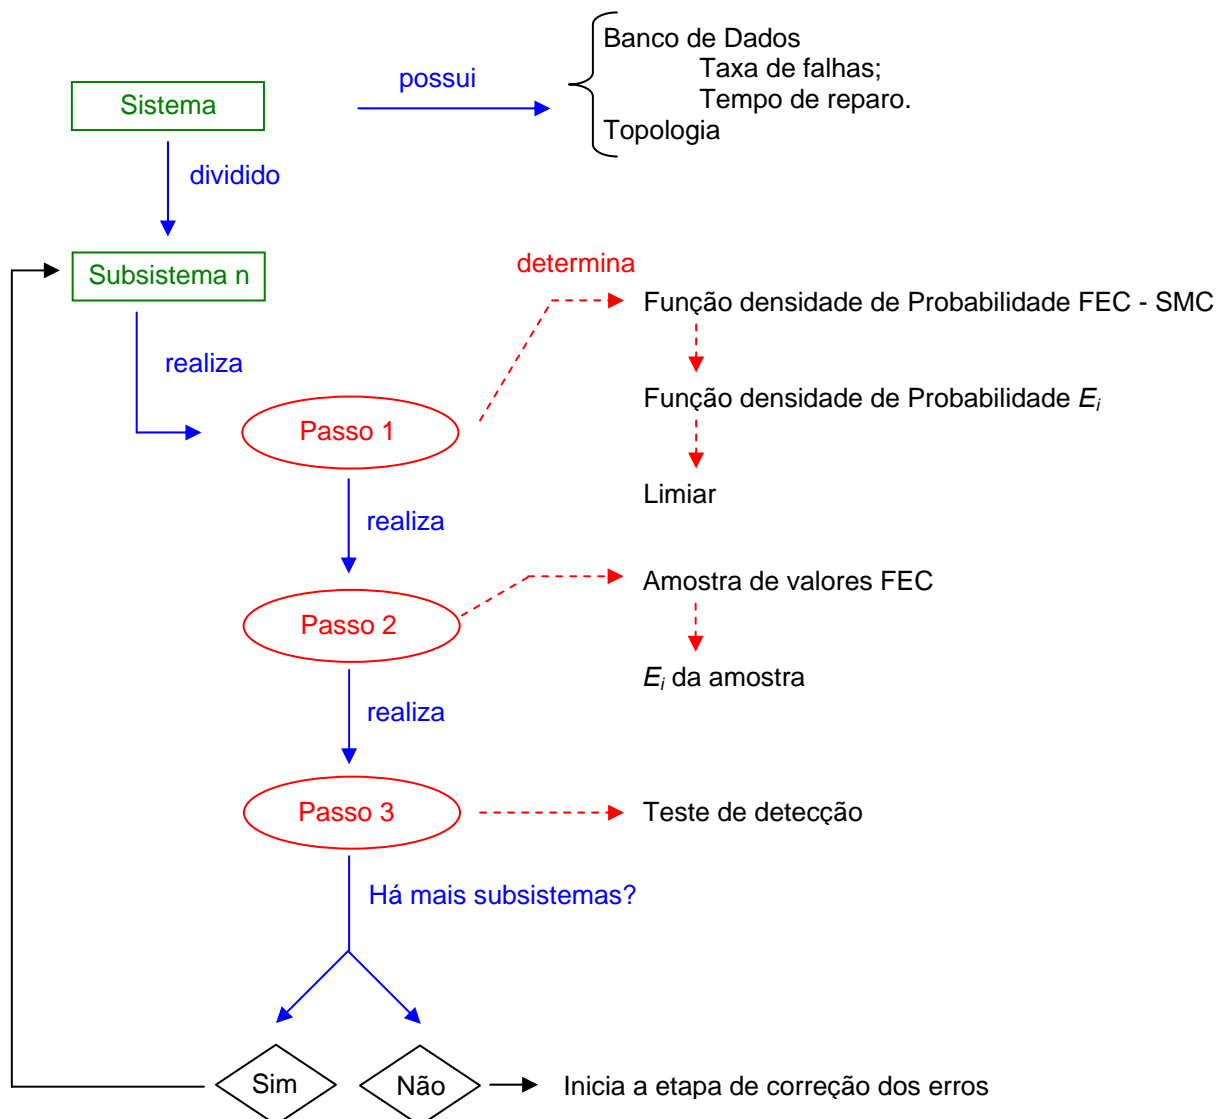 Banco de Dados
Taxa de falhas;
Tempo de reparo.
Topologia
possui
Sistema
dividido
Subsistema n
determina
Função densidade de Probabilidade FEC - SMC
realiza
Função densidade de Probabilidade Ei
Passo 1
Limiar
realiza
Amostra de valores FEC
Passo 2
Ei da amostra
realiza
Passo 3
Teste de detecção
Há mais subsistemas?
Sim
Não
Inicia a etapa de correção dos erros